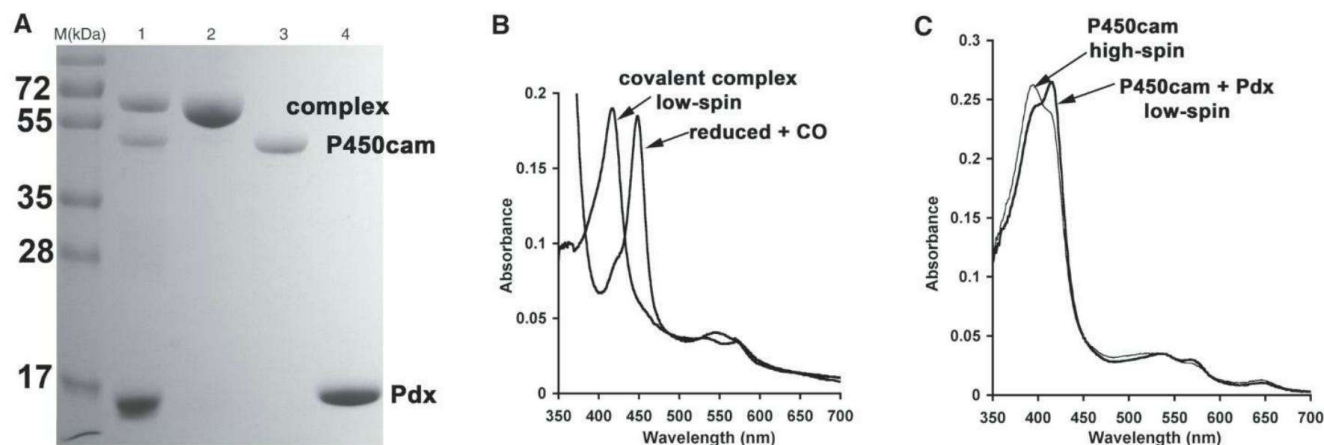 A
M(kDa) 1 2 3 4
72
55
35
28
17
complex
P450cam
Pdx
B
covalent complex
low-spin
reduced + CO
Absorbance
0.2
0.15
0.1
0.05
0
350 400 450 500 550 600 650 700
Wavelength (nm)
C
P450cam
high-spin
P450cam + Pdx
low-spin
Absorbance
0.3
0.25
0.2
0.15
0.1
0.05
0
350 400 450 500 550 600 650 700
Wavelength (nm)